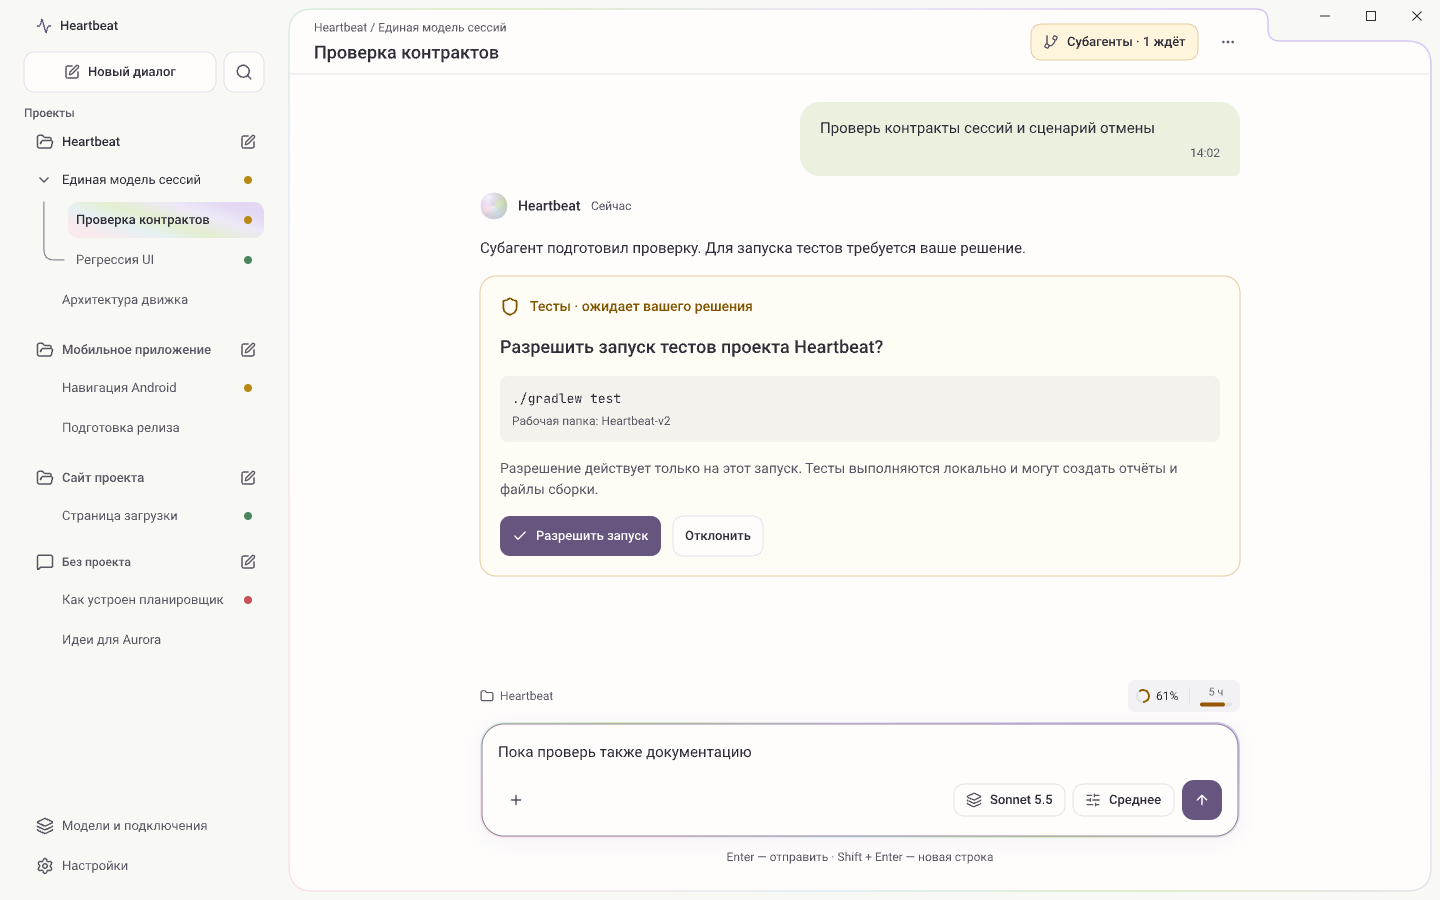 Heartbeat
Новый диалог
Проекты
Heartbeat
Единая модель сессий
Проверка контрактов
Регрессия UI
Архитектура движка
Мобильное приложение
Навигация Android
Подготовка релиза
Сайт проекта
Страница загрузки
Без проекта
Как устроен планировщик
Идеи для Aurora
Модели и подключения
Настройки
Heartbeat / Единая модель сессий
Проверка контрактов
Субагенты · 1 ждёт
Проверь контракты сессий и сценарий отмены
14:02
Heartbeat Сейчас
Субагент подготовил проверку. Для запуска тестов требуется ваше решение.
Тесты · ожидает вашего решения
Разрешить запуск тестов проекта Heartbeat?
./gradlew test
Рабочая папка: Heartbeat-v2
Разрешение действует только на этот запуск. Тесты выполняются локально и могут создать отчёты и
файлы сборки.
Разрешить запуск
Отклонить
Heartbeat
61%
5 ч
Пока проверь также документацию
Sonnet 5.5
Среднее
Enter — отправить · Shift + Enter — новая строка